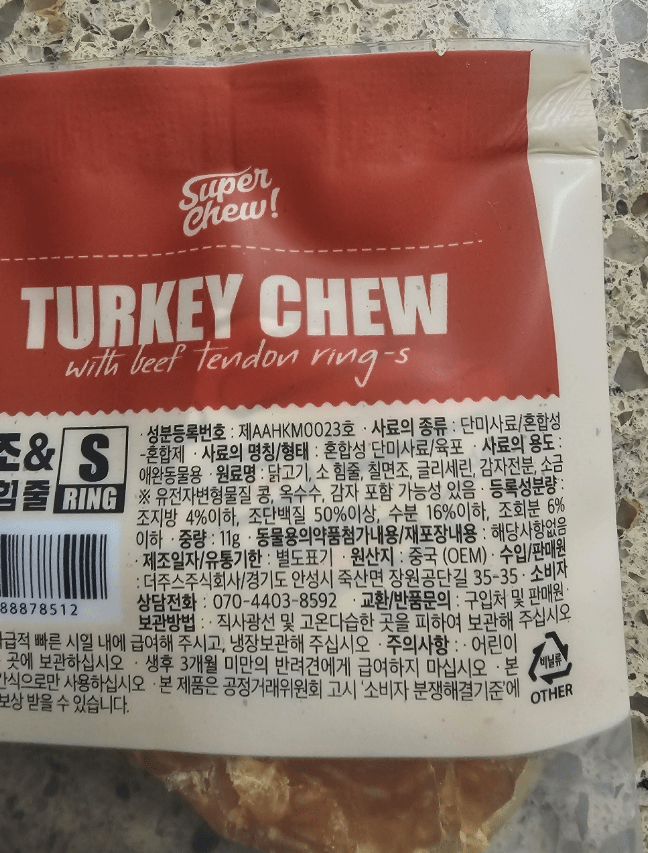 Super
Chew!
TURKEY CHEW
with beef tendon ring-s
조&
힘줄
S
RING
88878512
· 성분등록번호 : 제AAHKM0023호 · 사료의 종류 : 단미사료/혼합성
-혼합제 · 사료의 명칭/형태 : 혼합성 단미사료/육포 · 사료의 용도 :
애완동물용 · 원료명 : 닭고기, 소 힘줄, 칠면조, 글리세린, 감자전분, 소금
※ 유전자변형물질 콩, 옥수수, 감자 포함 가능성 있음 · 등록성분량 :
조지방 4%이하, 조단백질 50%이상, 수분 16%이하, 조회분 6%
이하 · 중량 : 11g · 동물용의약품첨가내용/재포장내용 : 해당사항없음
· 제조일자/유통기한 : 별도표기 · 원산지 : 중국 (OEM) · 수입/판매원
: 더주스주식회사/경기도 안성시 죽산면 장원공단길 35-35 · 소비자
상담전화 : 070-4403-8592 · 교환/반품문의 : 구입처 및 판매원 ·
보관방법 : · 직사광선 및 고온다습한 곳을 피하여 보관해 주십시오
급적 빠른 시일 내에 급여해 주시고, 냉장보관해 주십시오 · 주의사항 : · 어린이
곳에 보관하십시오 · 생후 3개월 미만의 반려견에게 급여하지 마십시오 · 본
간식으로만 사용하십시오 · 본 제품은 공정거래위원회 고시 '소비자 분쟁해결기준'에
보상 받을 수 있습니다.
비닐류
OTHER